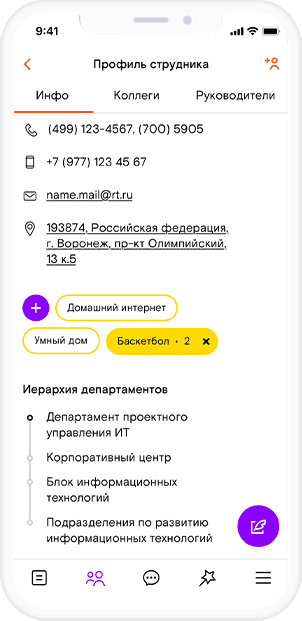 9:41
Профиль струдника
Инфо Коллеги Руководители
(499) 123-4567, (700) 5905
+7 (977) 123 45 67
name.mail@rt.ru
193874, Российская федерация,
г. Воронеж, пр-кт Олимпийский,
13 к.5
+ Домашний интернет
Умный дом Баскетбол • 2 ×
Иерархия департаментов
Департамент проектного
управления ИТ
Корпоративный центр
Блок информационных
технологий
Подразделения по развитию
информационных технологий